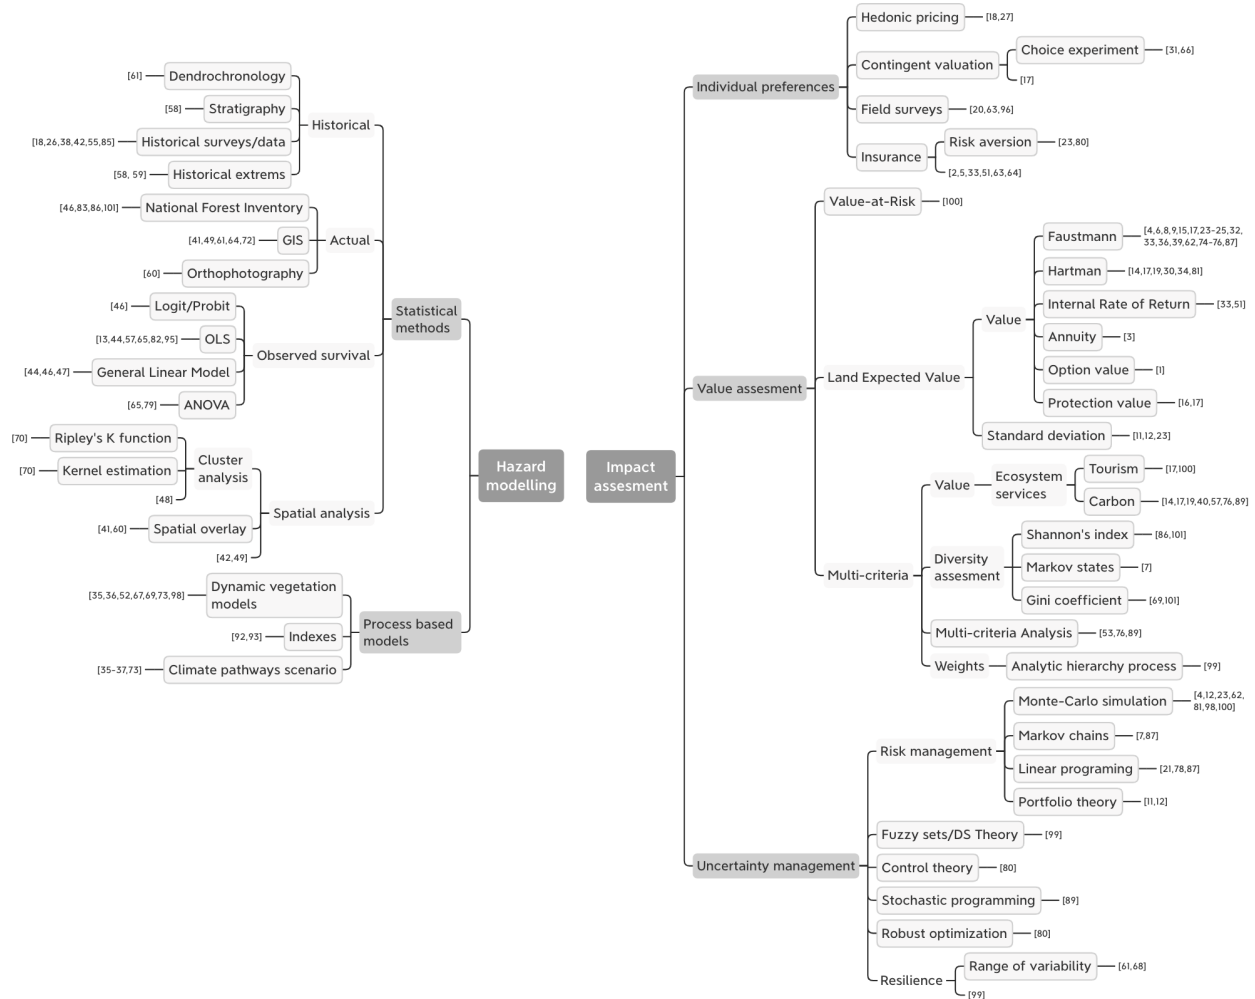 [61]
Dendrochronology
[58]
Stratigraphy
Historical
[18,26,38,42,55,85]
Historical surveys/data
[58, 59]
Historical extrems
[46,83,86,101]
National Forest Inventory
[41,49,61,64,72]
GIS
Actual
[60]
Orthophotography
[46]
Logit/Probit
Statistical
methods
[13,44,57,65,82,95]
OLS
Observed survival
[44,46,47]
General Linear Model
[65,79]
ANOVA
[70]
Ripley's K function
[70]
Kernel estimation
Cluster
analysis
[48]
Spatial analysis
[41,60]
Spatial overlay
[42,49]
Hazard
modelling
[35,36,52,67,69,73,98]
Dynamic vegetation
models
[92,93]
Indexes
Process based
models
[35-37,73]
Climate pathways scenario
Impact
assesment
Individual preferences
Hedonic pricing
[18,27]
Contingent valuation
Choice experiment
[31,66]
[17]
Field surveys
[20,63,96]
Insurance
Risk aversion
[23,80]
[2,5,33,51,63,64]
Value assesment
Value-at-Risk
[100]
Land Expected Value
Value
Faustmann
[4,6,8,9,15,17,23-25,32,
33,36,39,62,74-76,87]
Hartman
[14,17,19,30,34,81]
Internal Rate of Return
[33,51]
Annuity
[3]
Option value
[1]
Protection value
[16,17]
Standard deviation
[11,12,23]
Multi-criteria
Value
Ecosystem
services
Tourism
[17,100]
Carbon
[14,17,19,40,57,76,89]
Diversity
assesment
Shannon's index
[86,101]
Markov states
[7]
Gini coefficient
[69,101]
Multi-criteria Analysis
[53,76,89]
Weights
Analytic hierarchy process
[99]
Uncertainty management
Risk management
Monte-Carlo simulation
[4,12,23,62,
81,98,100]
Markov chains
[7,87]
Linear programing
[21,78,87]
Portfolio theory
[11,12]
Fuzzy sets/DS Theory
[99]
Control theory
[80]
Stochastic programming
[89]
Robust optimization
[80]
Resilience
Range of variability
[61,68]
[99]